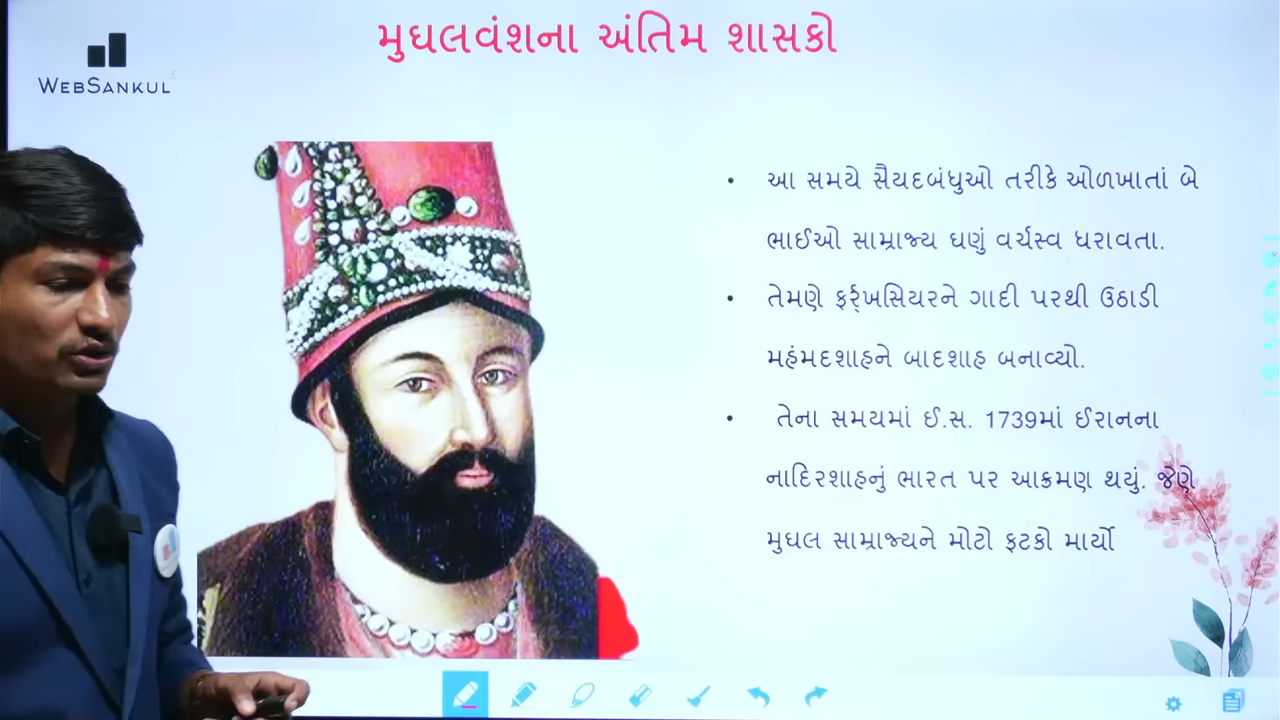 મુઘલવંશના અંતિમ શાસકો
WEBSANKUL
• આ સમયે સૈયદબંધુઓ તરીકે ઓળખાતાં બે
ભાઈઓ સામ્રાજ્ય ઘણું વર્ચસ્વ ધરાવતા.
• તેમણે ફર્રુખસિયરને ગાદી પરથી ઉઠાડી
મહંમદશાહને બાદશાહ બનાવ્યો.
• તેના સમયમાં ઈ.સ. 1739માં ઈરાનના
નાદિરશાહનું ભારત પર આક્રમણ થયું. જેણે
મુઘલ સામ્રાજ્યને મોટો ફટકો માર્યો